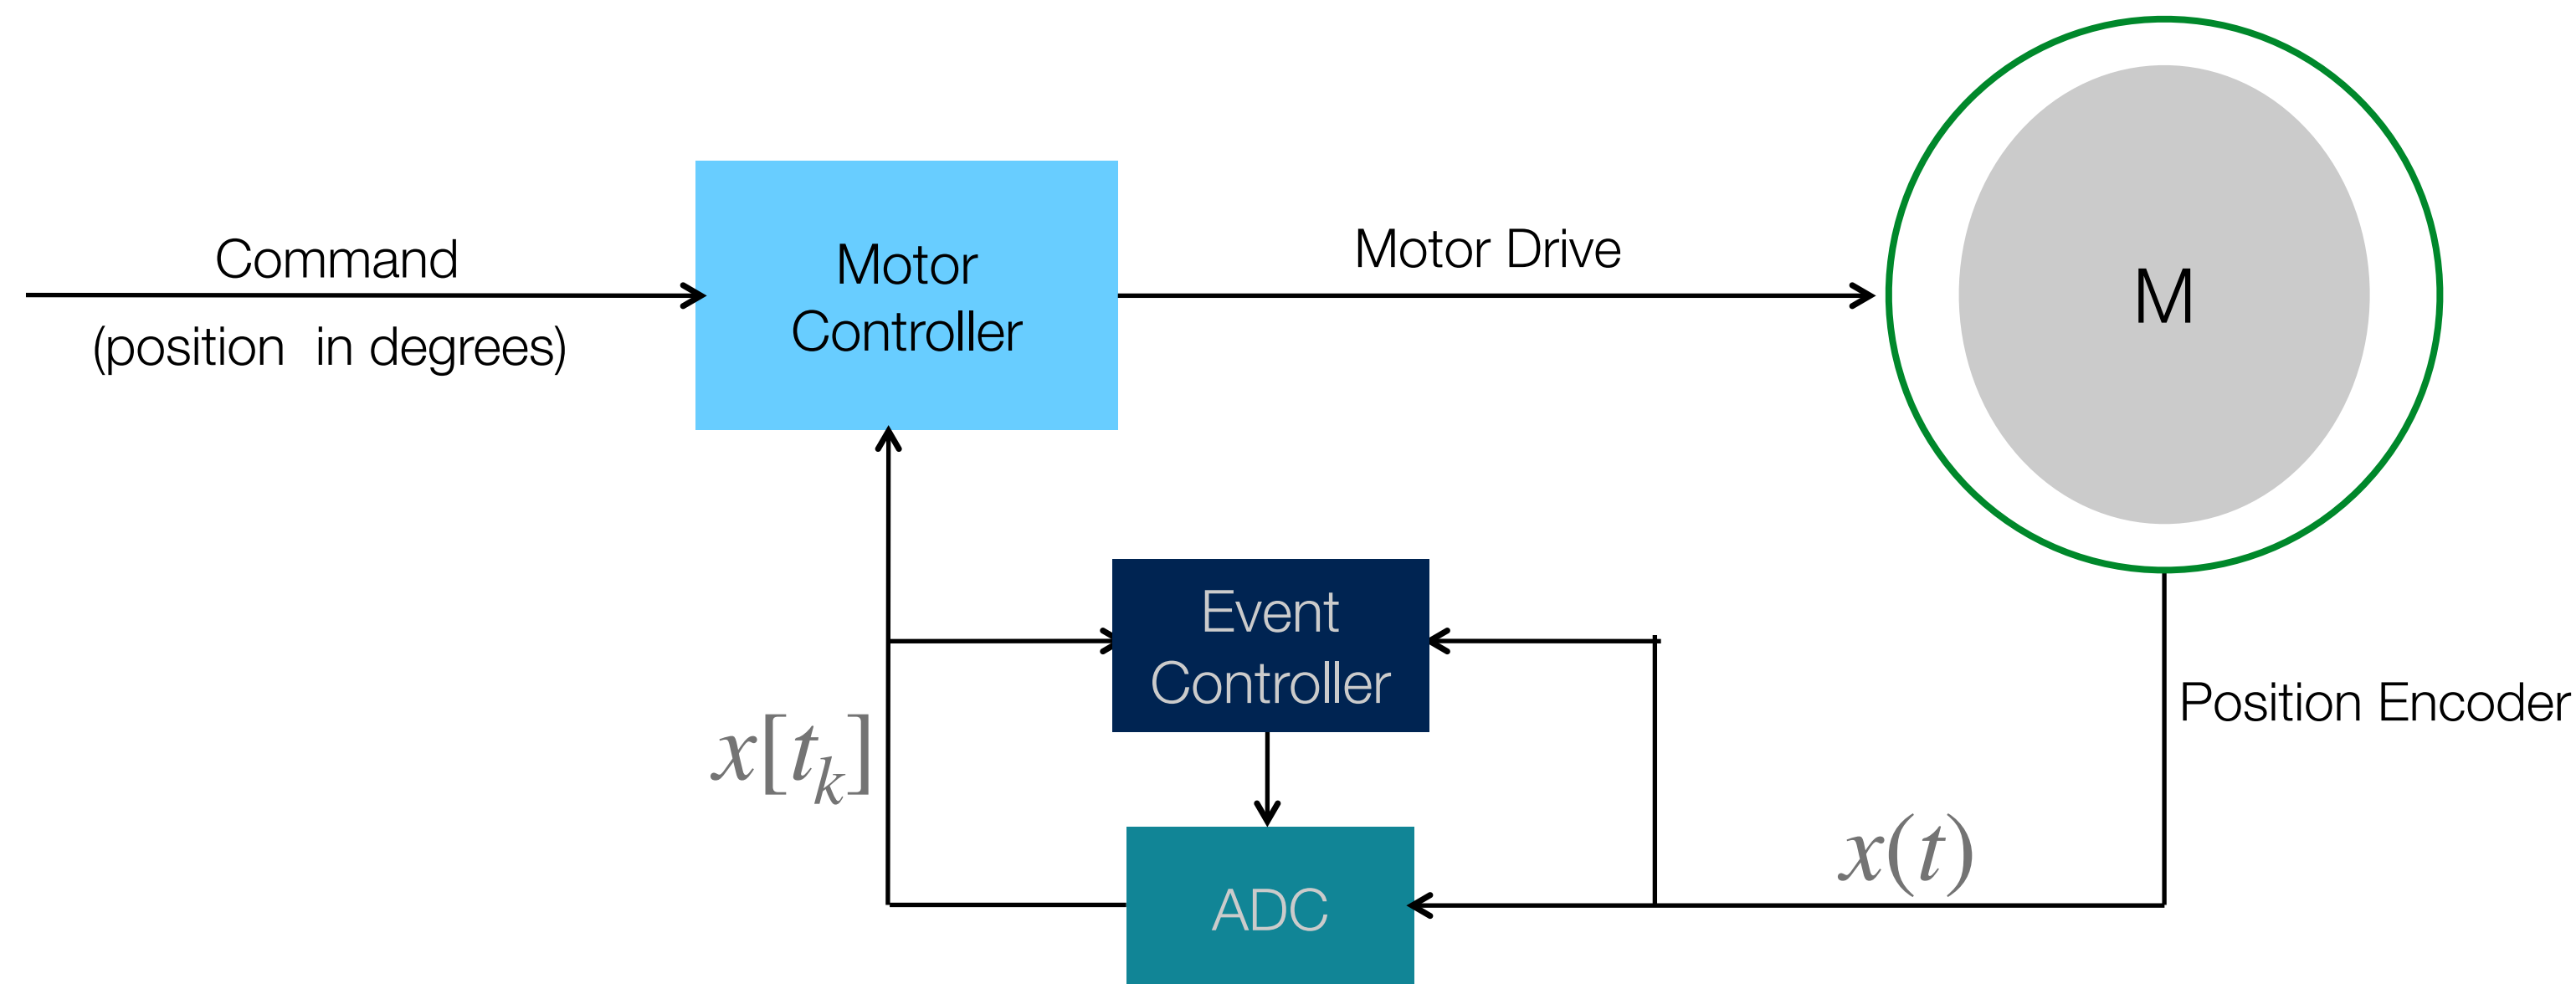 Command
(position in degrees)
Motor
Controller
Motor Drive
M
Event
Controller
x[t_k]
Position Encoder
x(t)
ADC